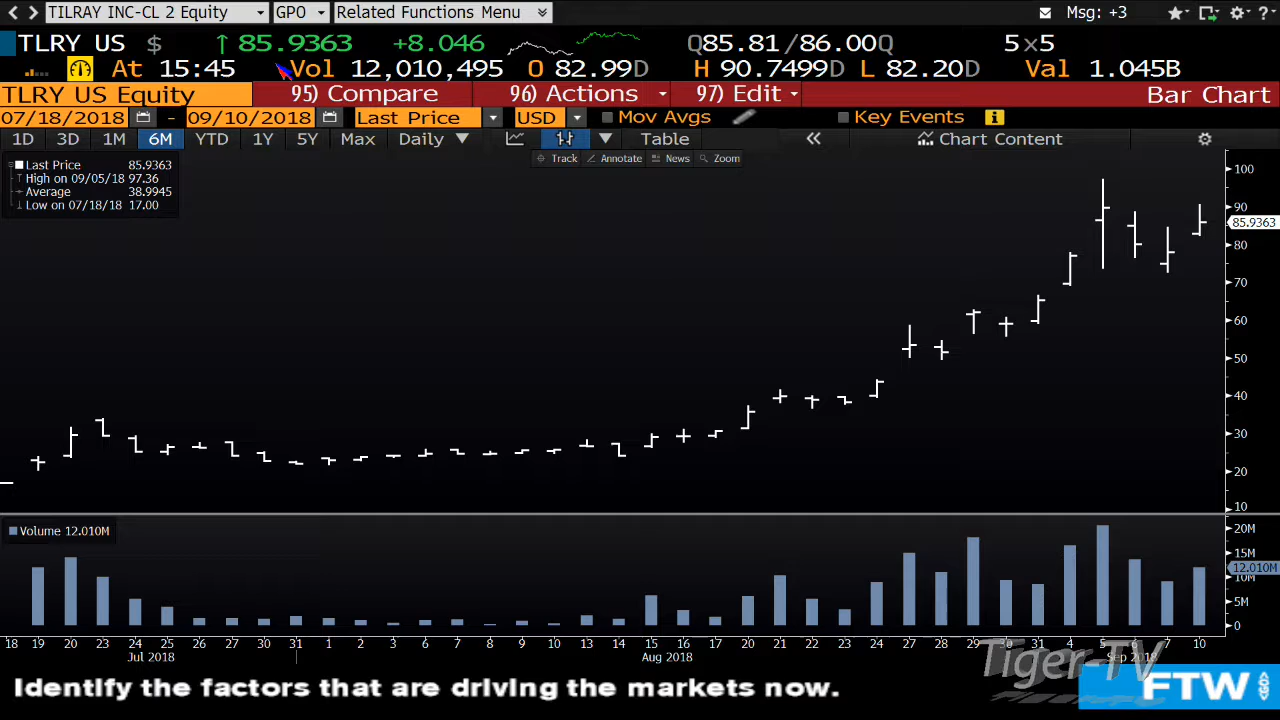 TILRAY INC-CL 2 Equity GPO Related Functions Menu Msg: +3
TLRY US $ ↑ 85.9363 +8.046 Q85.81/86.00Q 5×5
At 15:45 Vol 12,010,495 O 82.99D H 90.7499D L 82.20D Val 1.045B
TLRY US Equity 95) Compare 96) Actions 97) Edit Bar Chart
07/18/2018 - 09/10/2018 Last Price USD Mov Avgs Key Events i
1D 3D 1M 6M YTD 1Y 5Y Max Daily Table « Chart Content
Track Annotate News Zoom
Last Price 85.9363
High on 09/05/18 97.36
Average 38.9945
Low on 07/18/18 17.00
100
90
85.9363
80
70
60
50
40
30
20
10
Volume 12.010M
20M
15M
12.010M
10M
5M
0
18 19 20 23 24 25 26 27 30 31 1 2 3 6 7 8 9 10 13 14 15 16 17 20 21 22 23 24 27 28 29 30 31 4 5 6 7 10
Jul 2018 Aug 2018 Sep 2018
Tiger-TV
Identify the factors that are driving the markets now.
FTW